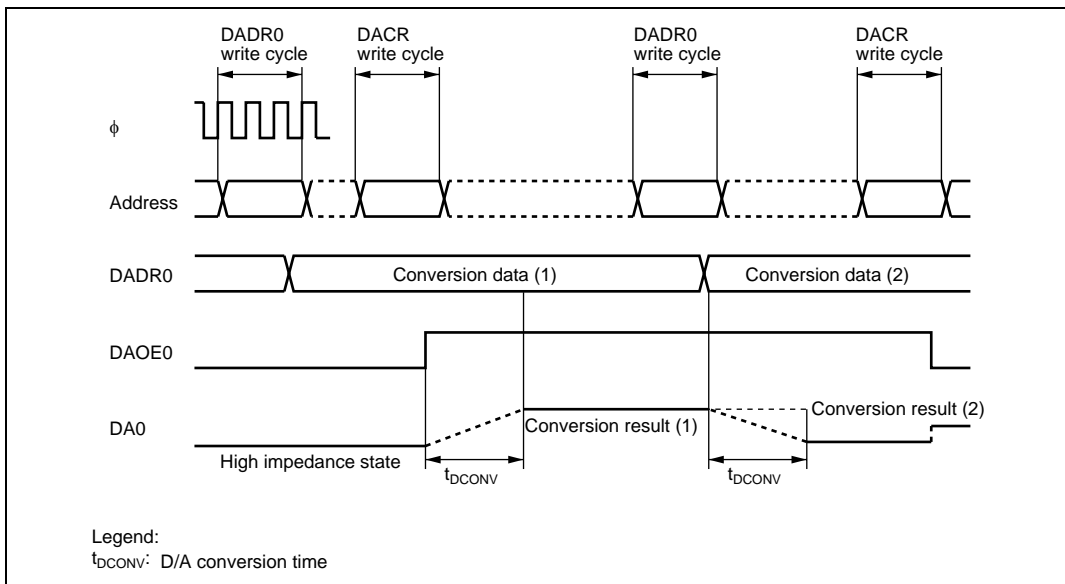 DADR0
write cycle
DACR
write cycle
DADR0
write cycle
DACR
write cycle
ϕ
Address
DADR0
Conversion data (1)
Conversion data (2)
DAOE0
DA0
Conversion result (1)
Conversion result (2)
High impedance state
tDCONV
tDCONV
Legend:
tDCONV: D/A conversion time